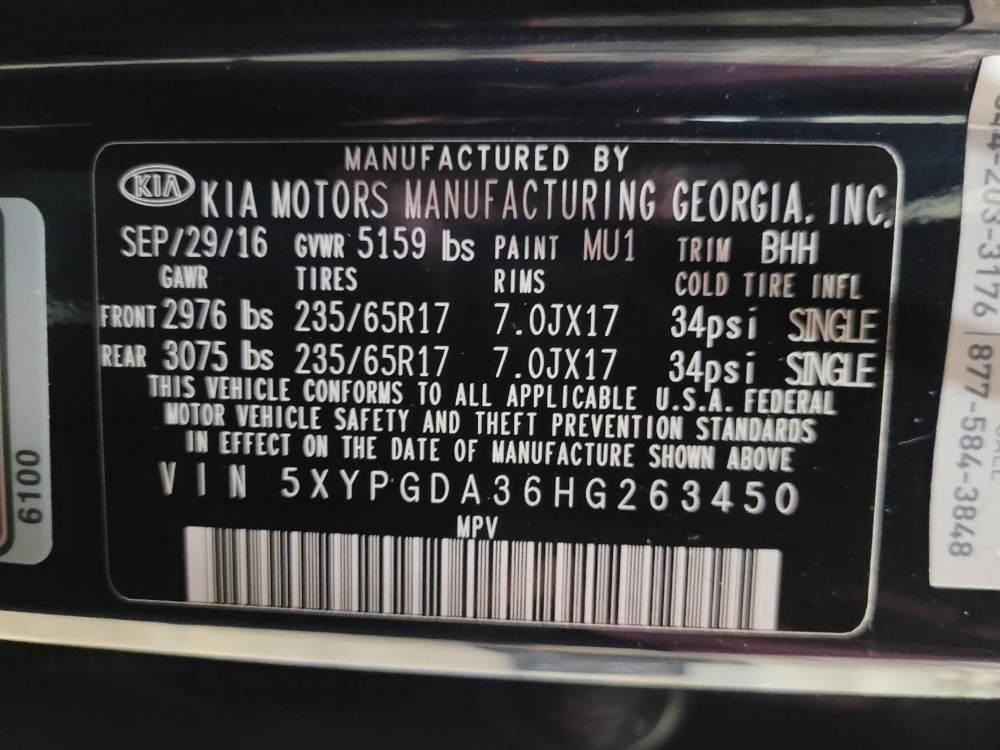 MANUFACTURED BY
KIA KIA MOTORS MANUFACTURING GEORGIA, INC.
SEP/29/16 GVWR 5159 lbs PAINT MU1 TRIM BHH
GAWR TIRES RIMS COLD TIRE INFL
FRONT 2976 lbs 235/65R17 7.0JX17 34psi SINGLE
REAR 3075 lbs 235/65R17 7.0JX17 34psi SINGLE
THIS VEHICLE CONFORMS TO ALL APPLICABLE U.S.A. FEDERAL
MOTOR VEHICLE SAFETY AND THEFT PREVENTION STANDARDS
IN EFFECT ON THE DATE OF MANUFACTURE SHOWN ABOVE
VIN 5XYPGDA36HG263450
MPV
6100
877-584-3848